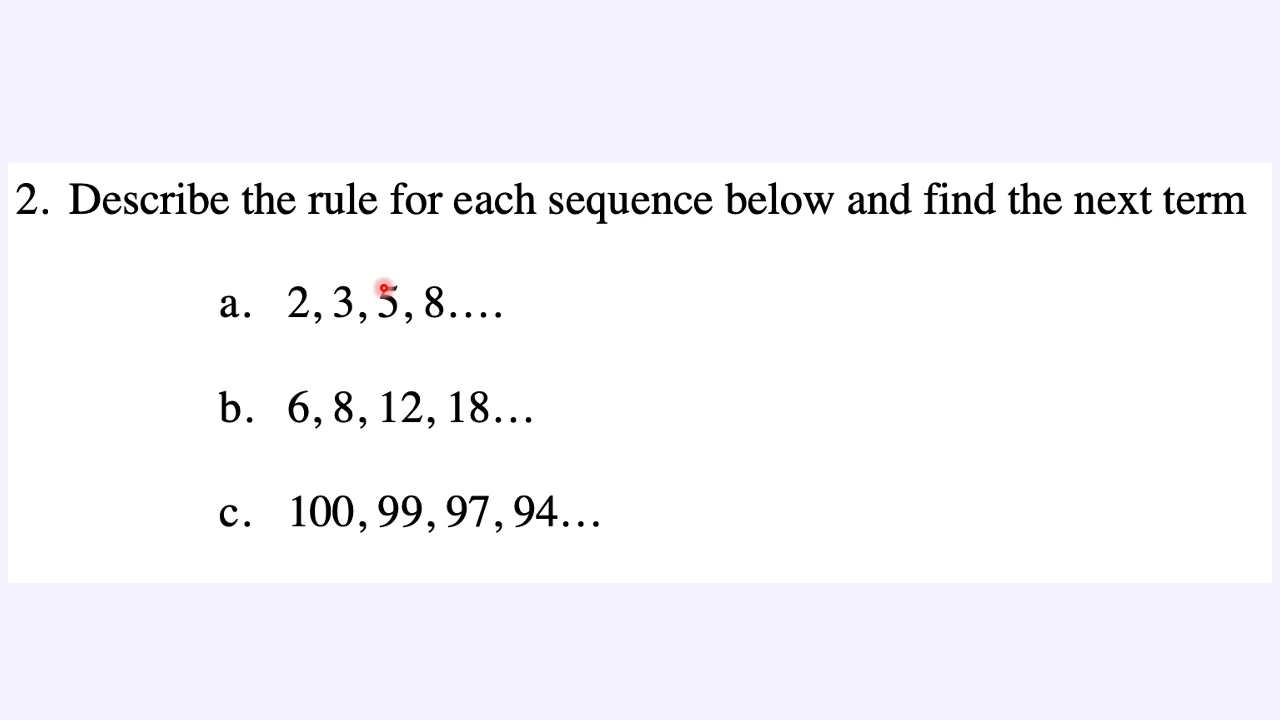 2. Describe the rule for each sequence below and find the next term
a. 2, 3, 5, 8....
b. 6, 8, 12, 18...
c. 100, 99, 97, 94...